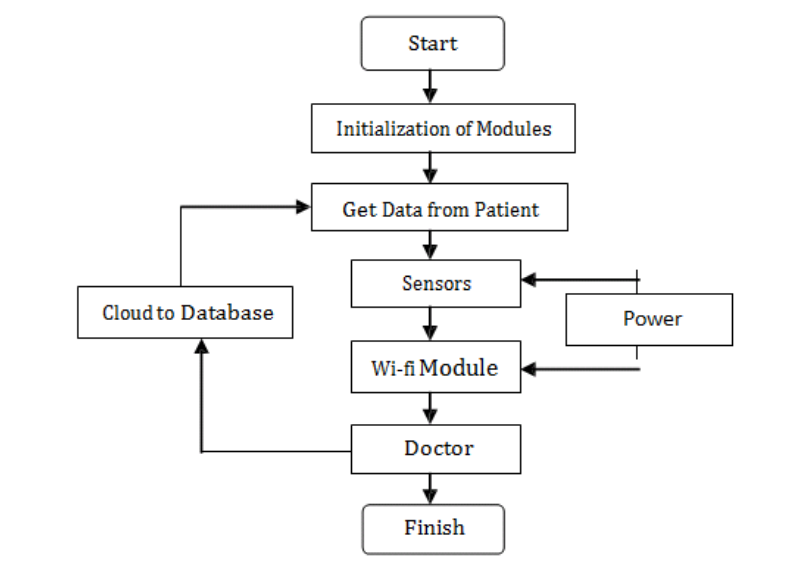 Start
Initialization of Modules
Get Data from Patient
Sensors
Cloud to Database
Power
Wi-fi Module
Doctor
Finish